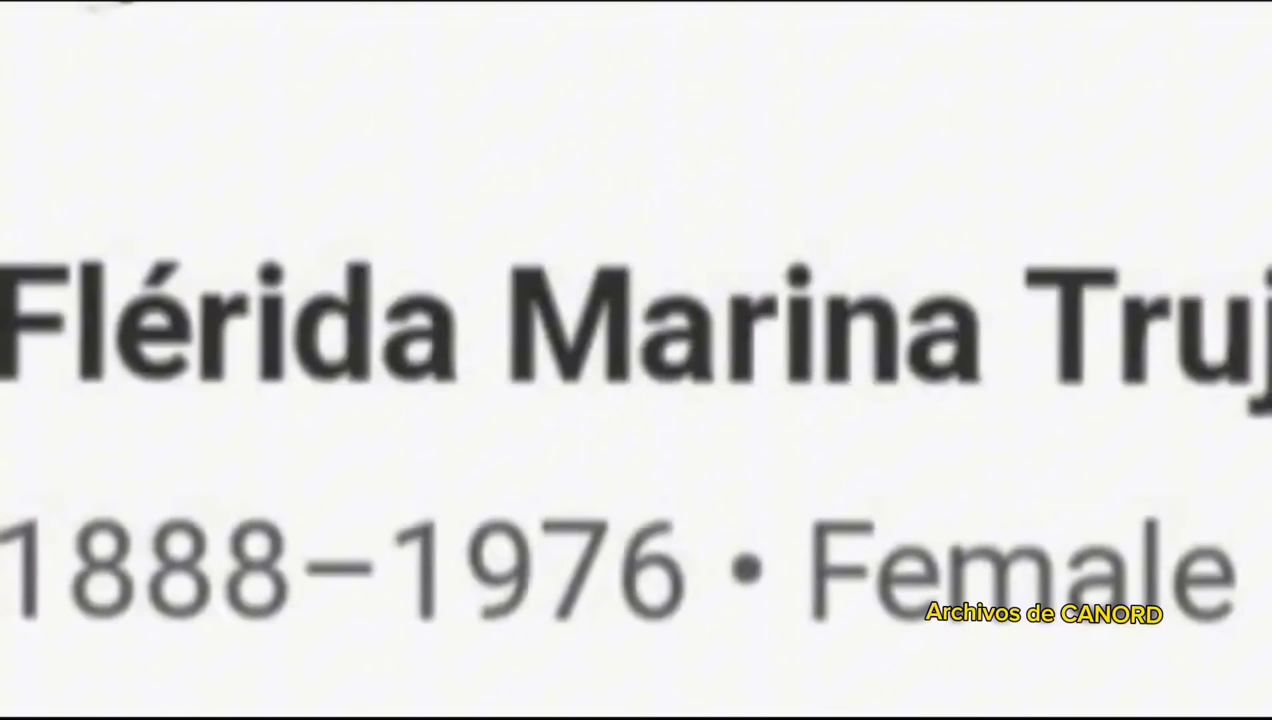 Flérida Marina Truj
1888–1976 • Female
Archivos de CANORD